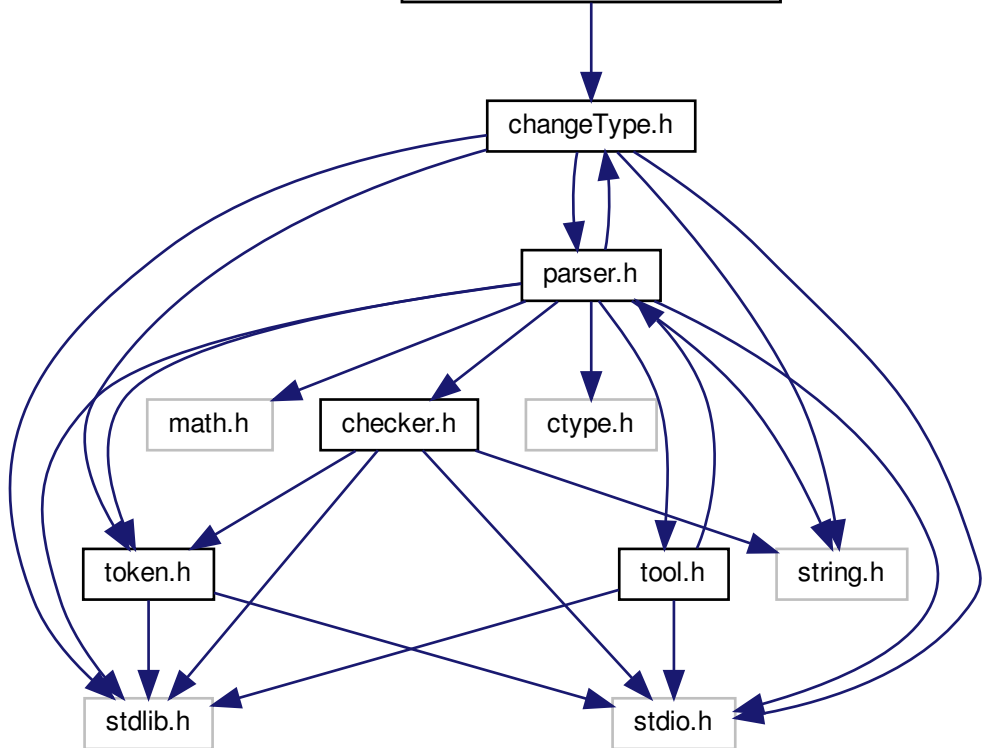 changeType.h
parser.h
math.h
checker.h
ctype.h
token.h
tool.h
string.h
stdlib.h
stdio.h